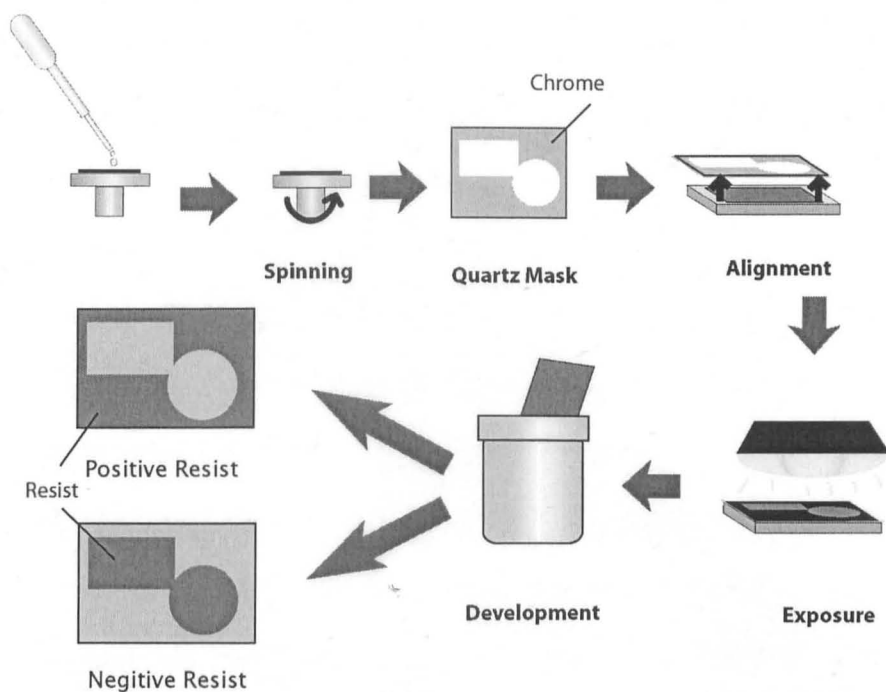 Chrome
Spinning
Quartz Mask
Alignment
Positive Resist
Resist
Development
Exposure
Negitive Resist